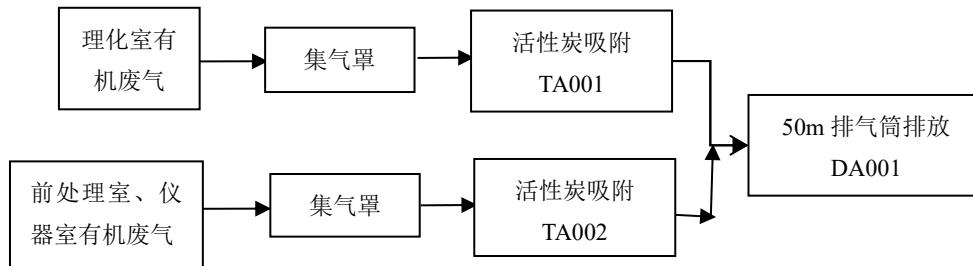 理化室有
机废气
集气罩
活性炭吸附
TA001
50m 排气筒排放
DA001
前处理室、仪
器室有机废气
集气罩
活性炭吸附
TA002